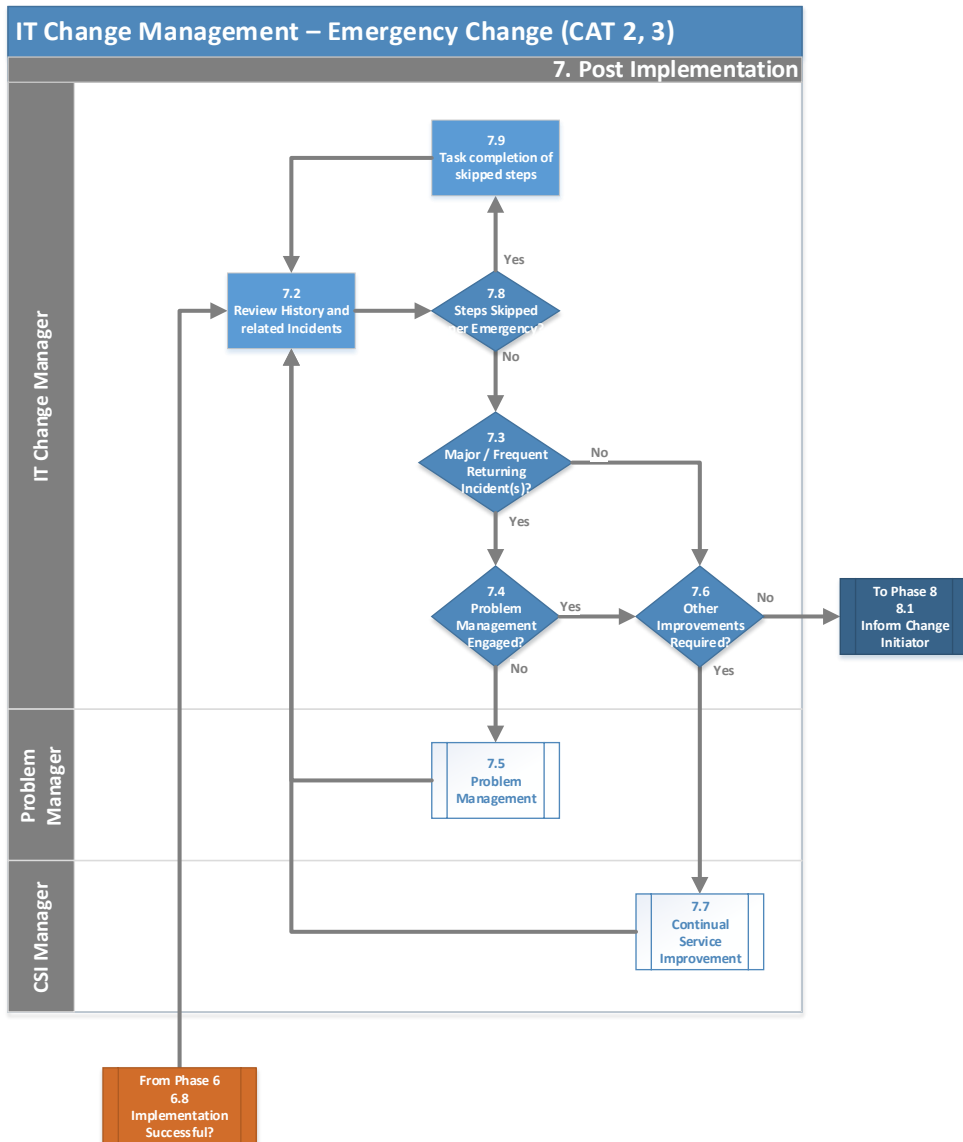 IT Change Management – Emergency Change (CAT 2, 3)
7. Post Implementation
IT Change Manager
7.9
Task completion of
skipped steps
Yes
7.2
Review History and
related Incidents
7.8
Steps Skipped
per Emergency?
No
7.3
Major / Frequent
Returning
Incident(s)?
No
Yes
7.4
Problem
Management
Engaged?
Yes
No
7.6
Other
Improvements
Required?
No
Yes
To Phase 8
8.1
Inform Change
Initiator
Problem
Manager
7.5
Problem
Management
CSI Manager
7.7
Continual
Service
Improvement
From Phase 6
6.8
Implementation
Successful?